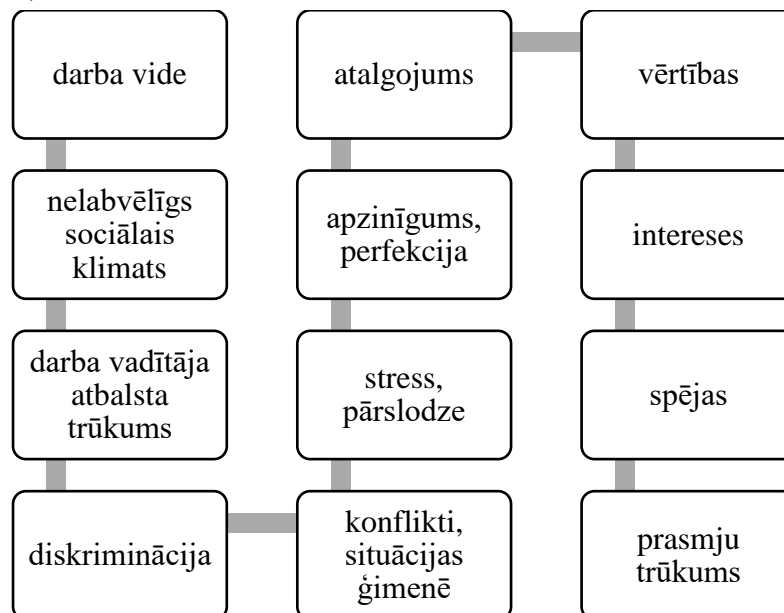 darba vide
nelabvēlīgs
sociālais
klimats
darba vadītāja
atbalsta
trūkums
diskriminācija
konflikti,
situācijas
ģimenē
stress,
pārslodze
apzinīgums,
perfekcija
atalgojums
vērtības
intereses
spējas
prasmju
trūkums